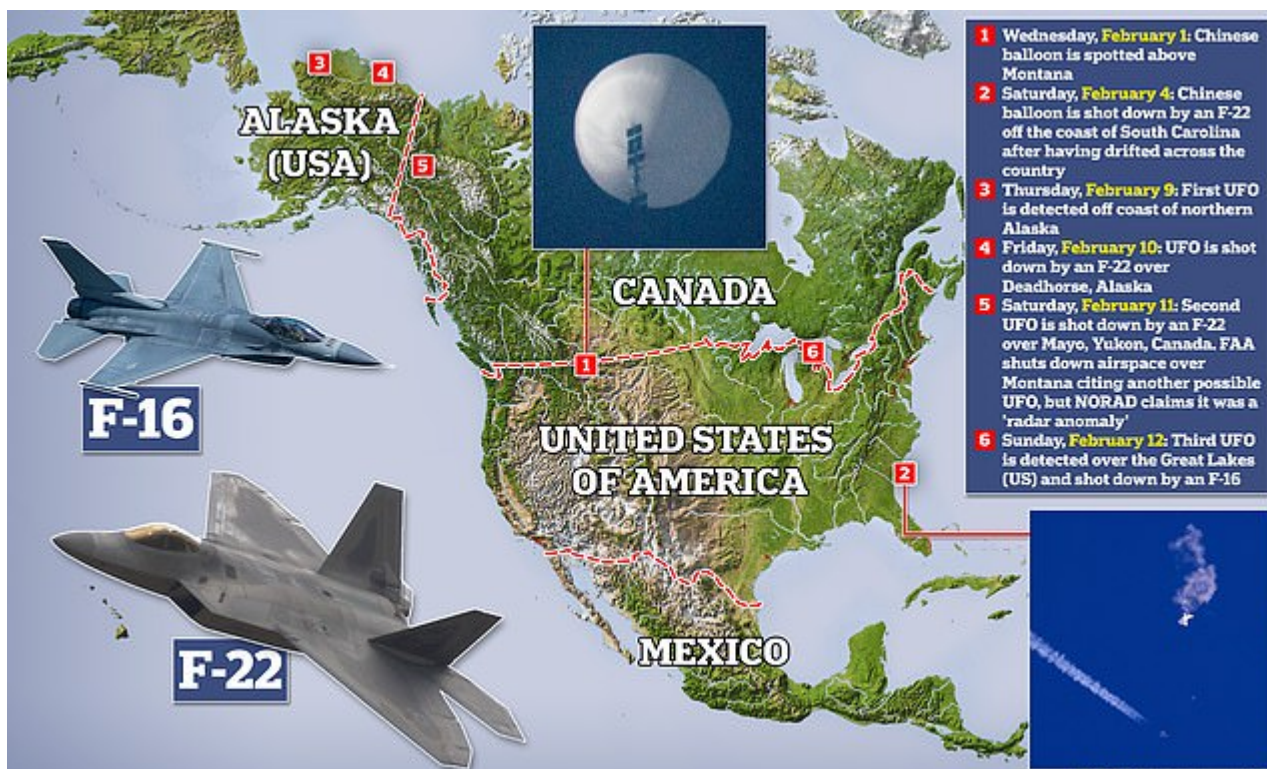 1 Wednesday, February 1: Chinese
balloon is spotted above
Montana
2 Saturday, February 4: Chinese
balloon is shot down by an F-22
off the coast of South Carolina
after having drifted across the
country
3 Thursday, February 9: First UFO
is detected off coast of northern
Alaska
4 Friday, February 10: UFO is shot
down by an F-22 over
Deadhorse, Alaska
5 Saturday, February 11: Second
UFO is shot down by an F-22
over Mayo, Yukon, Canada. FAA
shuts down airspace over
Montana citing another possible
UFO, but NORAD claims it was a
'radar anomaly'
6 Sunday, February 12: Third UFO
is detected over the Great Lakes
(US) and shot down by an F-16
3
4
ALASKA
(USA)
5
CANADA
1
6
UNITED STATES
OF AMERICA
2
MEXICO
F-16
F-22